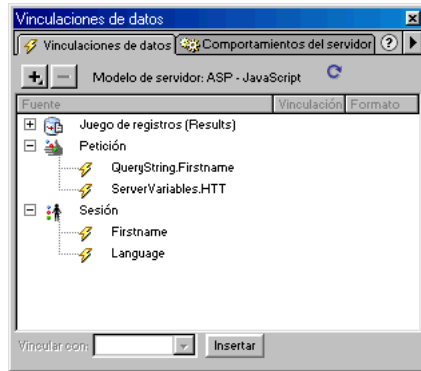 Vinculaciones de datos
Vinculaciones de datos Comportamientos del servidor ?
+ - Modelo de servidor: ASP - JavaScript
Fuente Vinculación Formato
Juego de registros (Results)
Petición
QueryString.Firstname
ServerVariables.HTT
Sesión
Firstname
Language
Vincular con: Insertar